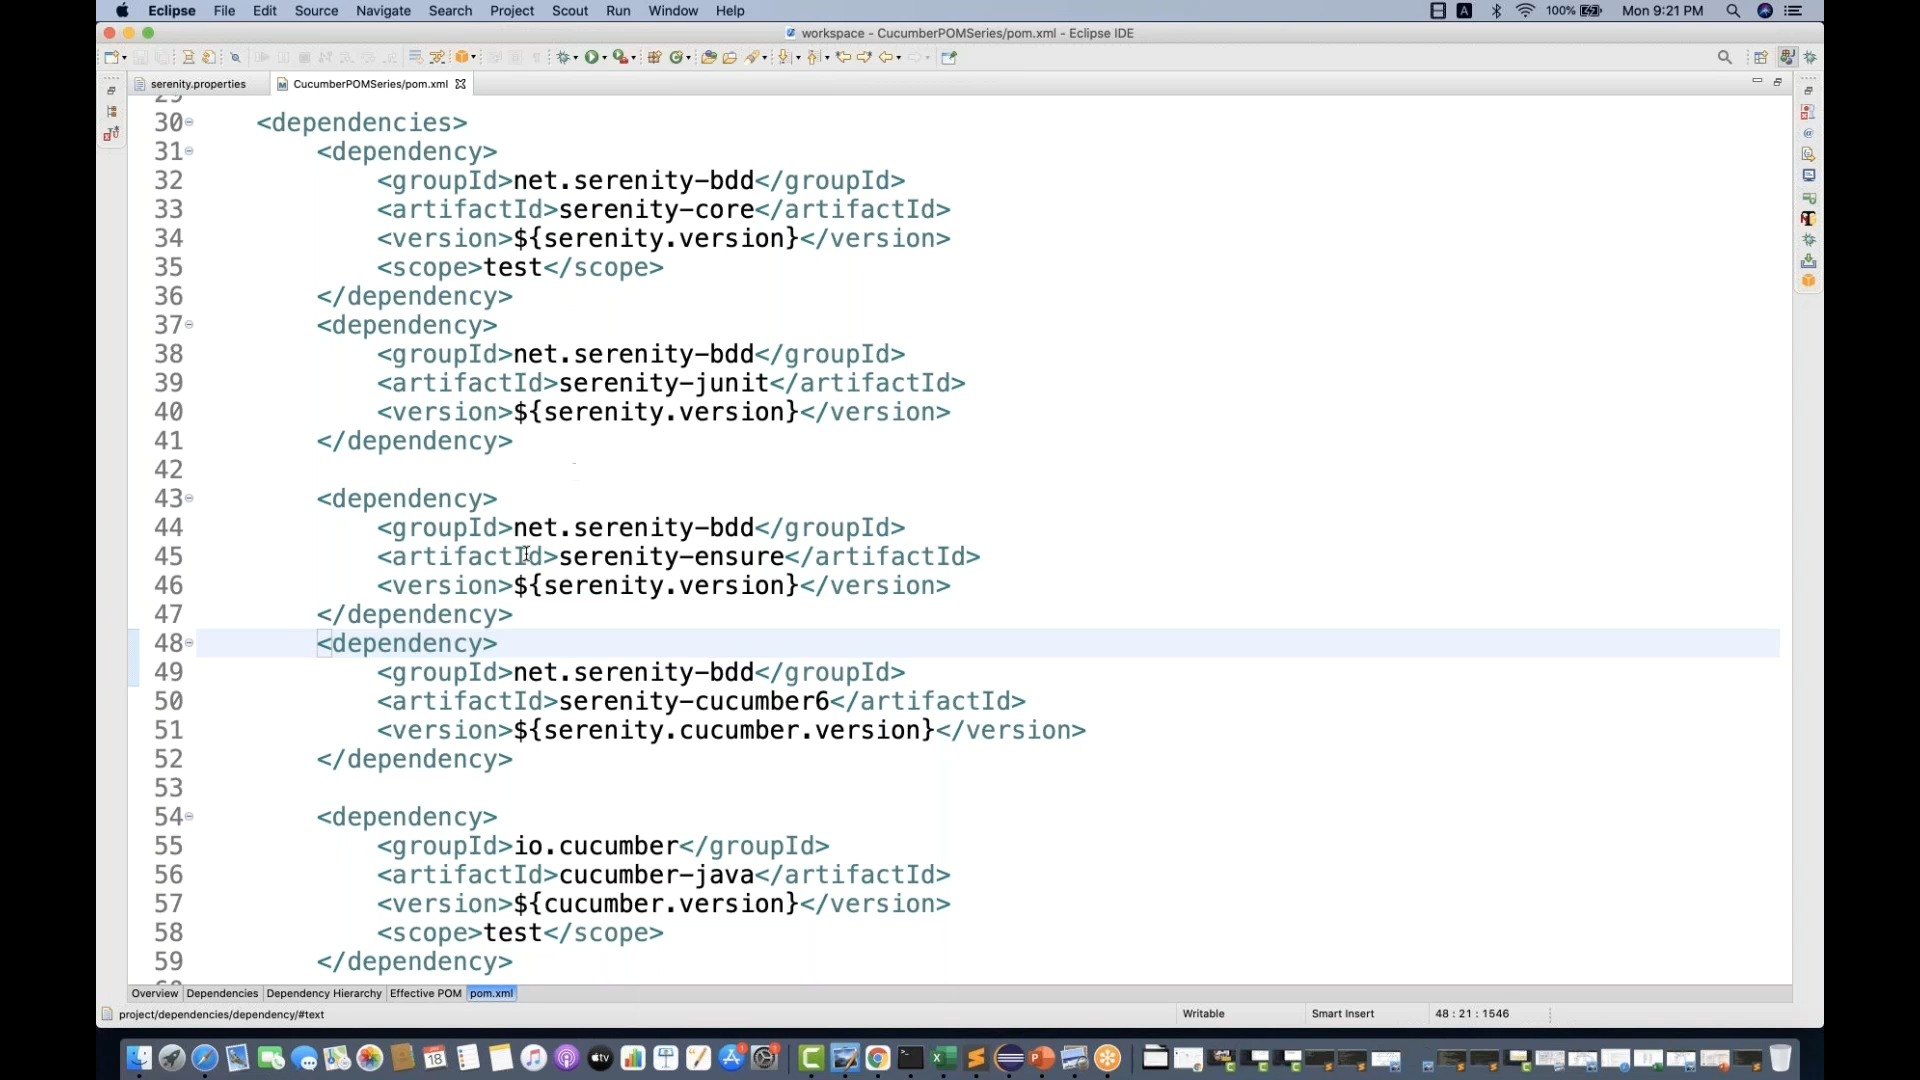 Eclipse File Edit Source Navigate Search Project Scout Run Window Help 100% Mon 9:21 PM
workspace - CucumberPOMSeries/pom.xml - Eclipse IDE
serenity.properties CucumberPOMSeries/pom.xml
29
30 <dependencies>
31 <dependency>
32 <groupId>net.serenity-bdd</groupId>
33 <artifactId>serenity-core</artifactId>
34 <version>${serenity.version}</version>
35 <scope>test</scope>
36 </dependency>
37 <dependency>
38 <groupId>net.serenity-bdd</groupId>
39 <artifactId>serenity-junit</artifactId>
40 <version>${serenity.version}</version>
41 </dependency>
42
43 <dependency>
44 <groupId>net.serenity-bdd</groupId>
45 <artifactId>serenity-ensure</artifactId>
46 <version>${serenity.version}</version>
47 </dependency>
48 <dependency>
49 <groupId>net.serenity-bdd</groupId>
50 <artifactId>serenity-cucumber6</artifactId>
51 <version>${serenity.cucumber.version}</version>
52 </dependency>
53
54 <dependency>
55 <groupId>io.cucumber</groupId>
56 <artifactId>cucumber-java</artifactId>
57 <version>${cucumber.version}</version>
58 <scope>test</scope>
59 </dependency>
Overview Dependencies Dependency Hierarchy Effective POM pom.xml
project/dependencies/dependency/#text Writable Smart Insert 48 : 21 : 1546
18 tv